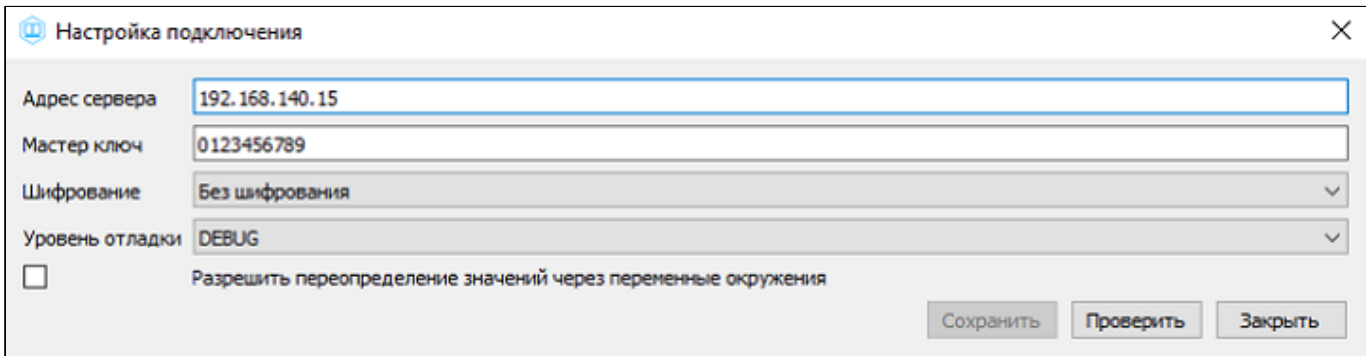 Настройка подключения
Адрес сервера 192.168.140.15
Мастер ключ 0123456789
Шифрование Без шифрования
Уровень отладки DEBUG
Разрешить переопределение значений через переменные окружения
Сохранить Проверить Закрыть